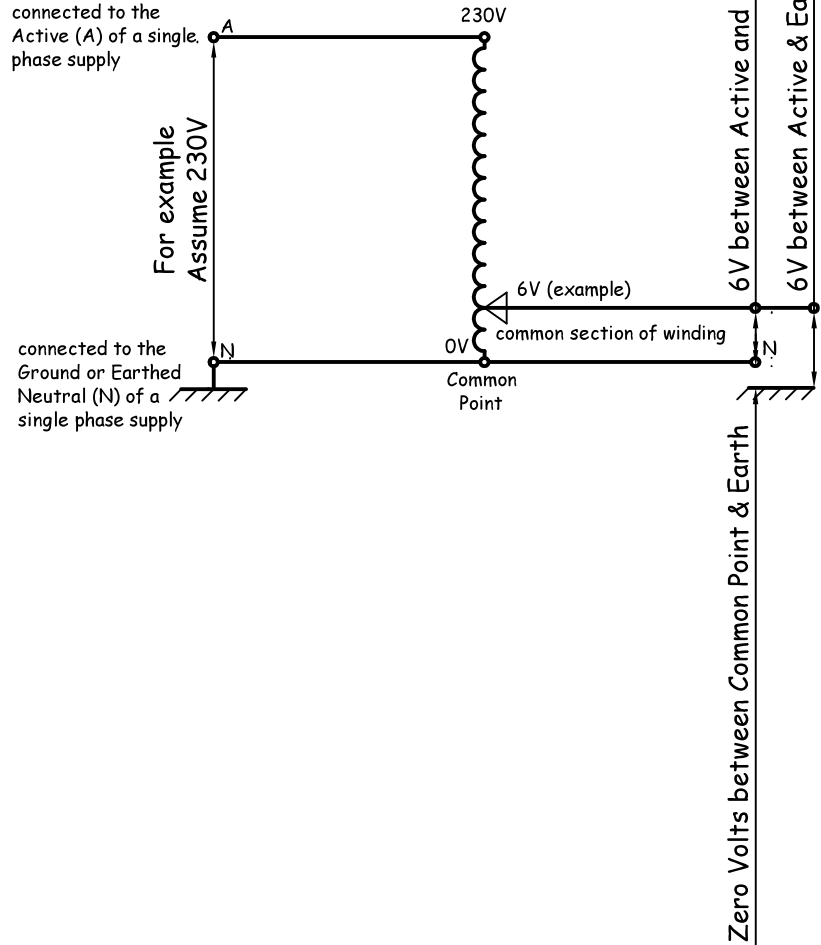 connected to the
Active (A) of a single
phase supply
A
230V
For example
Assume 230V
6V between Active and
6V between Active & Ea
6V (example)
common section of winding
connected to the
Ground or Earthed
Neutral (N) of a
single phase supply
N
0V
N
Common
Point
Zero Volts between Common Point & Earth